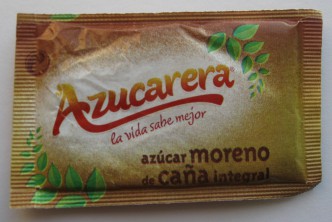 Azucarera
la vida sabe mejor
azúcar moreno
de caña integral